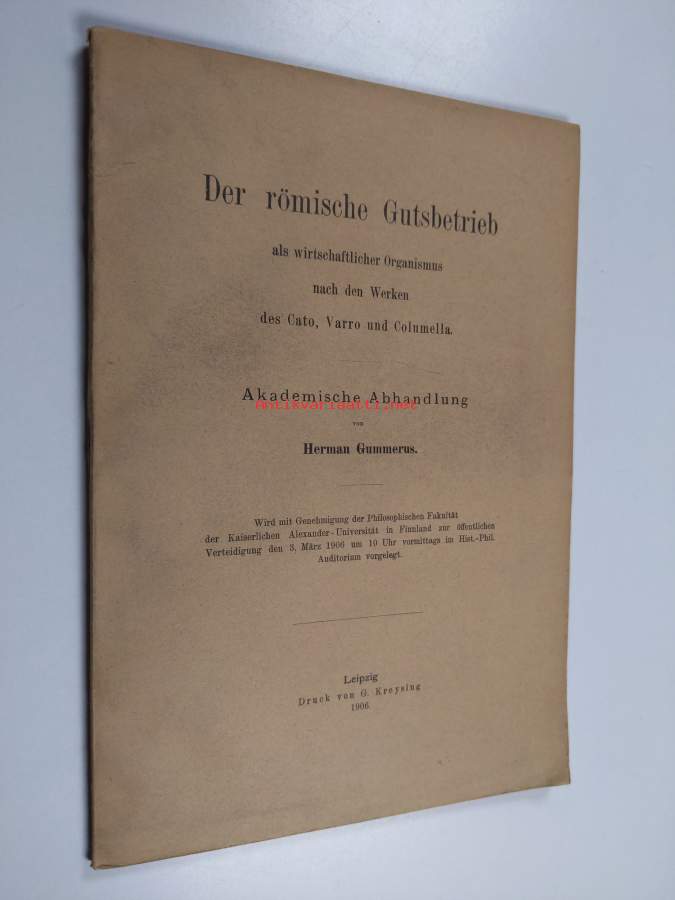 Der römische Gutsbetrieb
als wirtschaftlicher Organismus
nach den Werken
des Cato, Varro und Columella.
Akademische Abhandlung
antikvariaatti.net
von
Herman Gummerus.
Wird mit Genehmigung der Philosophischen Fakultät
der Kaiserlichen Alexander-Universität in Finnland zur öffentlichen
Verteidigung den 3. März 1906 um 10 Uhr vormittags im Hist.-Phil.
Auditorium vorgelegt.
Leipzig
Druck von G. Kreysing
1906.